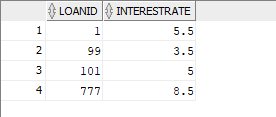 LOANID INTERESTRATE
1 1 5.5
2 99 3.5
3 101 5
4 777 8.5